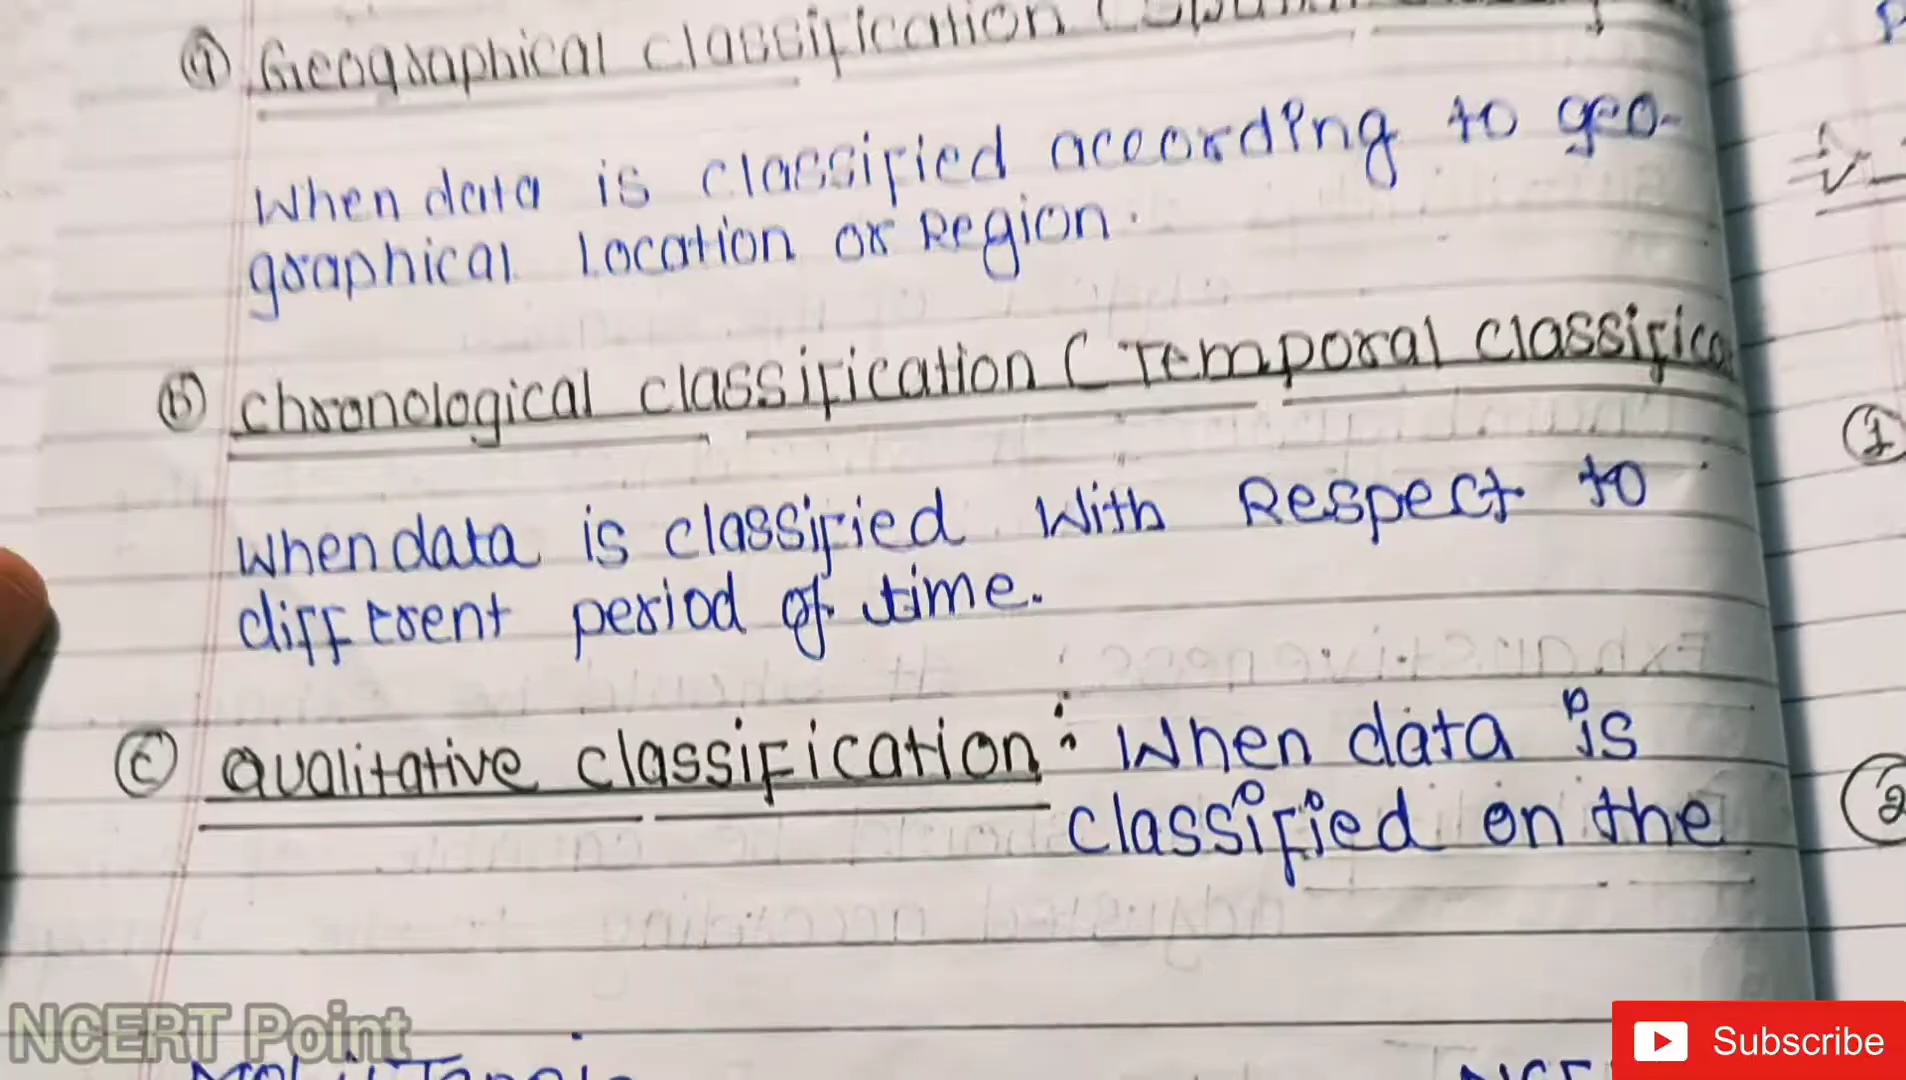 (a) Geographical classification (
When data is classified according to geo-
graphical Location or Region.
(b) Chronological classification ( Temporal classifica
When data is classified With Respect to
different period of time.
(c) Qualitative classification : When data is
classified on the
NCERT Point
Subscribe
1
2